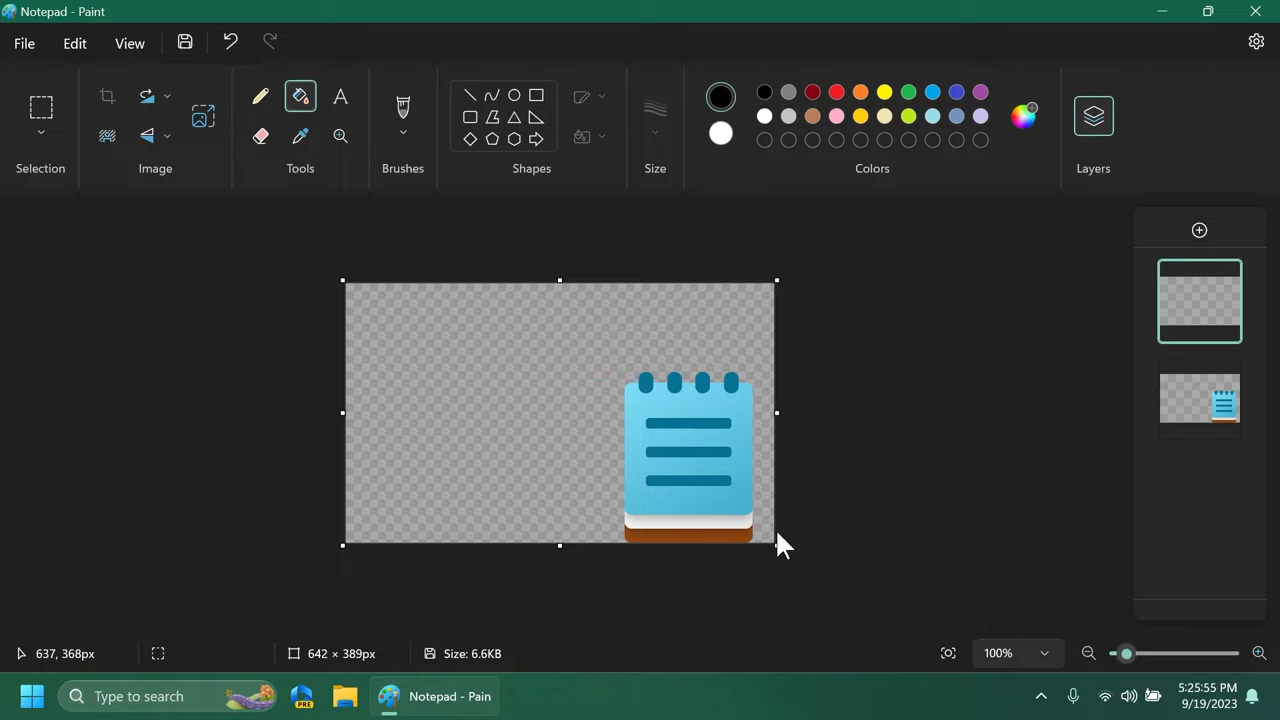 Notepad - Paint
File Edit View
Selection Image Tools Brushes Shapes Size Colors Layers
637, 368px 642 × 389px Size: 6.6KB 100%
Type to search PRE Notepad - Pain 5:25:55 PM
9/19/2023